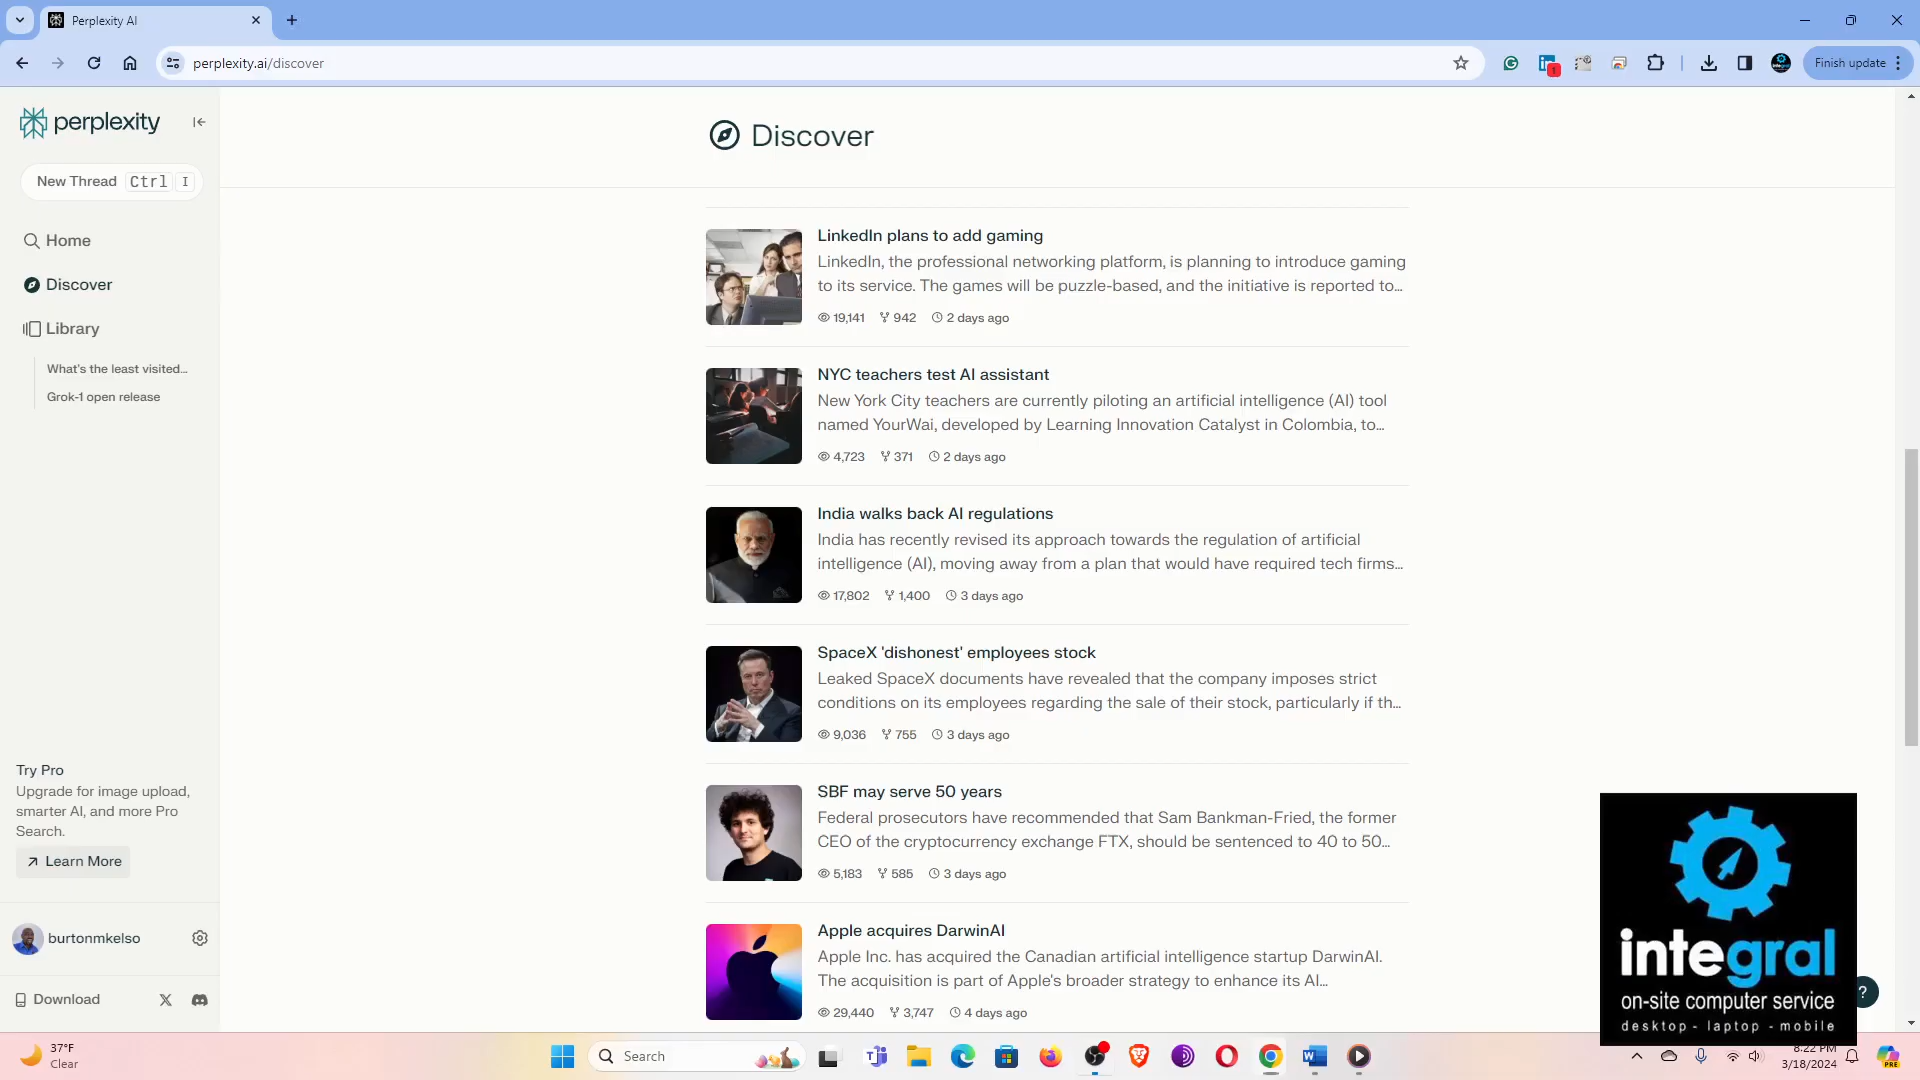 Perplexity AI
perplexity.ai/discover
1
Finish update
perplexity
New Thread Ctrl I
Home
Discover
Library
What's the least visited…
Grok-1 open release
Try Pro
Upgrade for image upload,
smarter AI, and more Pro
Search.
Learn More
burtonmkelso
Download
Discover
LinkedIn plans to add gaming
LinkedIn, the professional networking platform, is planning to introduce gaming
to its service. The games will be puzzle-based, and the initiative is reported to…
19,141 942 2 days ago
NYC teachers test AI assistant
New York City teachers are currently piloting an artificial intelligence (AI) tool
named YourWai, developed by Learning Innovation Catalyst in Colombia, to…
4,723 371 2 days ago
India walks back AI regulations
India has recently revised its approach towards the regulation of artificial
intelligence (AI), moving away from a plan that would have required tech firms…
17,802 1,400 3 days ago
SpaceX 'dishonest' employees stock
Leaked SpaceX documents have revealed that the company imposes strict
conditions on its employees regarding the sale of their stock, particularly if th…
9,036 755 3 days ago
SBF may serve 50 years
Federal prosecutors have recommended that Sam Bankman-Fried, the former
CEO of the cryptocurrency exchange FTX, should be sentenced to 40 to 50…
5,183 585 3 days ago
Apple acquires DarwinAI
Apple Inc. has acquired the Canadian artificial intelligence startup DarwinAI.
The acquisition is part of Apple's broader strategy to enhance its AI…
29,440 3,747 4 days ago
integral
on-site computer service
desktop - laptop - mobile
?
37°F
Clear
Search
8:22 PM
3/18/2024
PRE